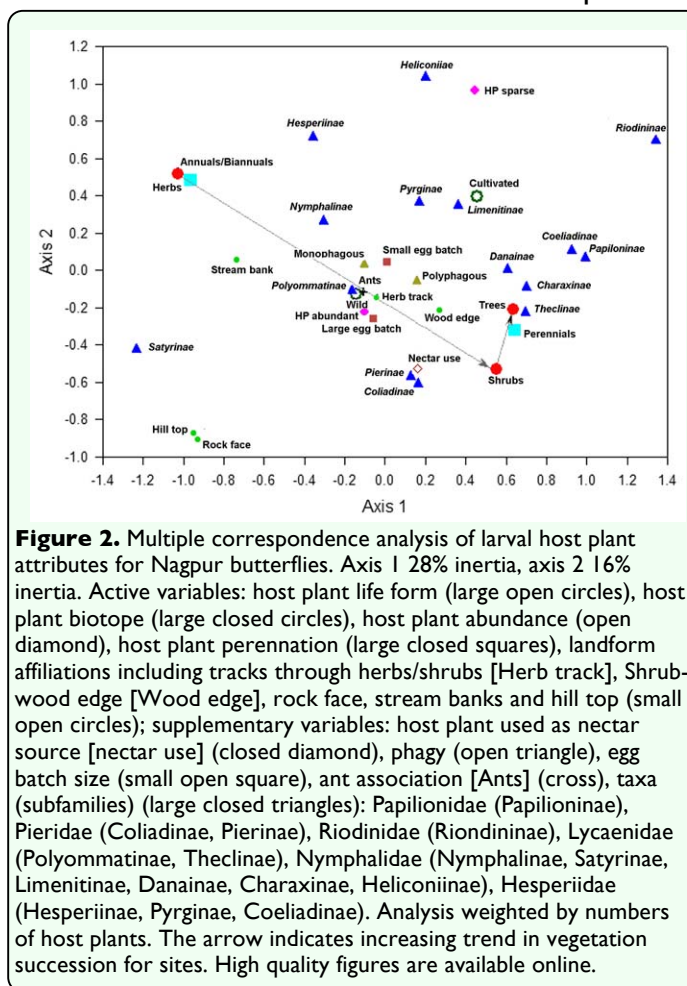 1.2
1.0
0.8
0.6
0.4
0.2
0.0
-0.2
-0.4
-0.6
-0.8
-1.0
Axis 2
Heliconiiae
HP sparse
Hesperiinae
Riodininae
Annuals/Biannuals
Herbs
Pyrginae
Cultivated
Limenitinae
Nymphalinae
Coeliadinae
Papiloninae
Stream bank
Monophagous
Small egg batch
Danainae
Polyommatinae
Ants
Polyphagous
Charaxinae
Wild
Herb track
Trees
Theclinae
HP abundant
Wood edge
Large egg batch
Perennials
Satyrinae
Nectar use
Pierinae
Shrubs
Coliadinae
Hill top
Rock face
-1.4 -1.2 -1.0 -0.8 -0.6 -0.4 -0.2 0.0 0.2 0.4 0.6 0.8 1.0 1.2 1.4
Axis 1
Figure 2. Multiple correspondence analysis of larval host plant
attributes for Nagpur butterflies. Axis 1 28% inertia, axis 2 16%
inertia. Active variables: host plant life form (large open circles), host
plant biotope (large closed circles), host plant abundance (open
diamond), host plant perennation (large closed squares), landform
affiliations including tracks through herbs/shrubs [Herb track], Shrub-
wood edge [Wood edge], rock face, stream banks and hill top (small
open circles); supplementary variables: host plant used as nectar
source [nectar use] (closed diamond), phagy (open triangle), egg
batch size (small open square), ant association [Ants] (cross), taxa
(subfamilies) (large closed triangles): Papilionidae (Papilioninae),
Pieridae (Coliadinae, Pierinae), Riodinidae (Riondininae), Lycaenidae
(Polyommatinae, Theclinae), Nymphalidae (Nymphalinae, Satyrinae,
Limenitinae, Danainae, Charaxinae, Heliconiinae), Hesperiidae
(Hesperiinae, Pyrginae, Coeliadinae). Analysis weighted by numbers
of host plants. The arrow indicates increasing trend in vegetation
succession for sites. High quality figures are available online.